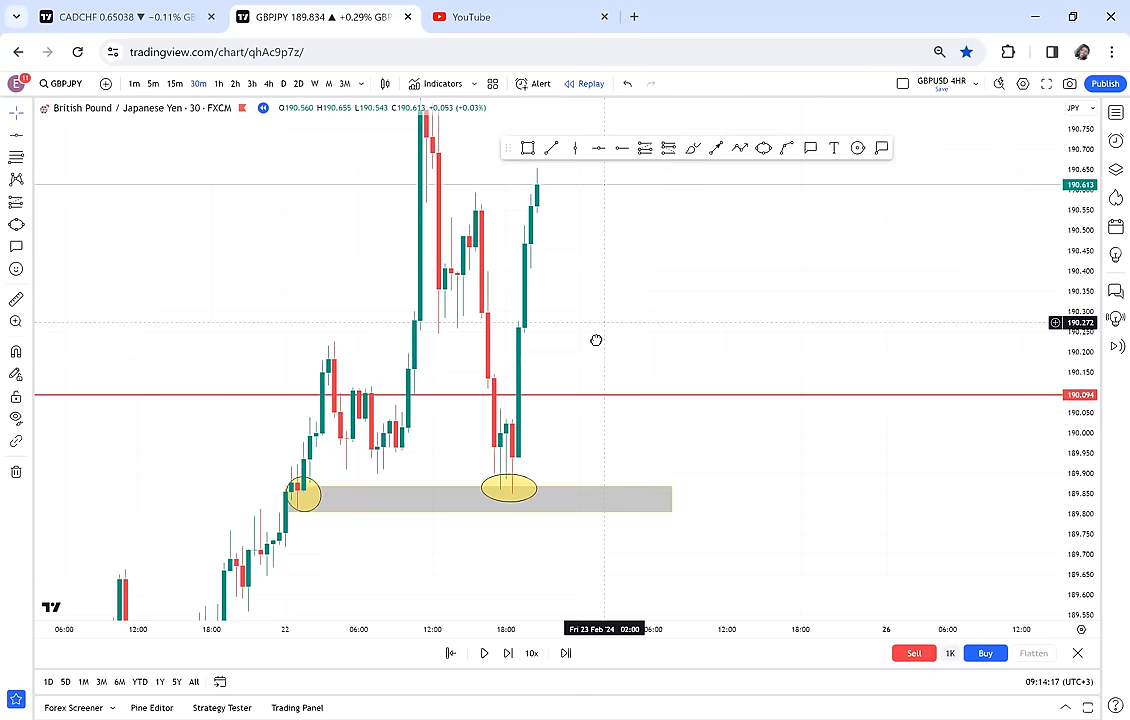 CADCHF 0.65038 ▼ −0.11% GB
GBPJPY 189.834 ▲ +0.29% GBP
YouTube
tradingview.com/chart/qhAc9p7z/
E 11
GBPJPY
1m 5m 15m 30m 1h 2h 3h 4h D 2D W M 3M
Indicators
Alert
Replay
GBPUSD 4HR
Save
Publish
British Pound / Japanese Yen · 30 · FXCM
O190.560 H190.655 L190.543 C190.613 +0.053 (+0.03%)
JPY
190.750
190.700
190.650
190.613
190.550
190.500
190.450
190.400
190.350
190.300
190.272
190.250
190.200
190.150
190.094
190.050
190.000
189.950
189.900
189.850
189.800
189.750
189.700
189.650
189.600
189.550
06:00 12:00 18:00 22 06:00 12:00 18:00 Fri 23 Feb '24 02:00 06:00 12:00 18:00 26 06:00 12:00
10x
Sell 1K Buy Flatten
1D 5D 1M 3M 6M YTD 1Y 5Y All
09:14:17 (UTC+3)
Forex Screener Pine Editor Strategy Tester Trading Panel